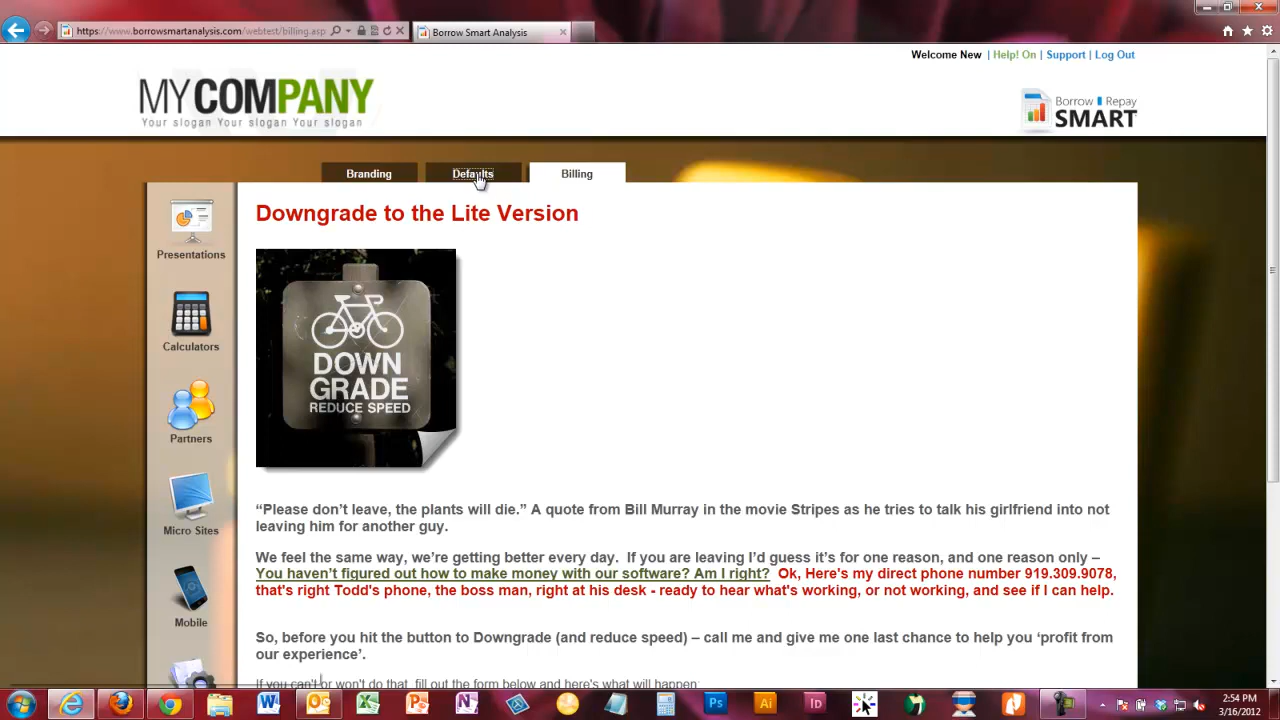 https://www.borrowsmartanalysis.com/webtest/billing.asp
Borrow Smart Analysis
Welcome New | Help! On | Support | Log Out
MYCOMPANY
Your slogan Your slogan Your slogan
Borrow Repay
SMART
Branding
Defaults
Billing
Presentations
Calculators
Partners
Micro Sites
Mobile
Downgrade to the Lite Version
DOWN
GRADE
REDUCE SPEED
“Please don’t leave, the plants will die.” A quote from Bill Murray in the movie Stripes as he tries to talk his girlfriend into not
leaving him for another guy.
We feel the same way, we’re getting better every day. If you are leaving I’d guess it’s for one reason, and one reason only –
You haven’t figured out how to make money with our software? Am I right? Ok, Here's my direct phone number 919.309.9078,
that's right Todd's phone, the boss man, right at his desk - ready to hear what's working, or not working, and see if I can help.
So, before you hit the button to Downgrade (and reduce speed) – call me and give me one last chance to help you ‘profit from
our experience’.
If you can't or won't do that, fill out the form below and here's what will happen:
2:54 PM
3/16/2012